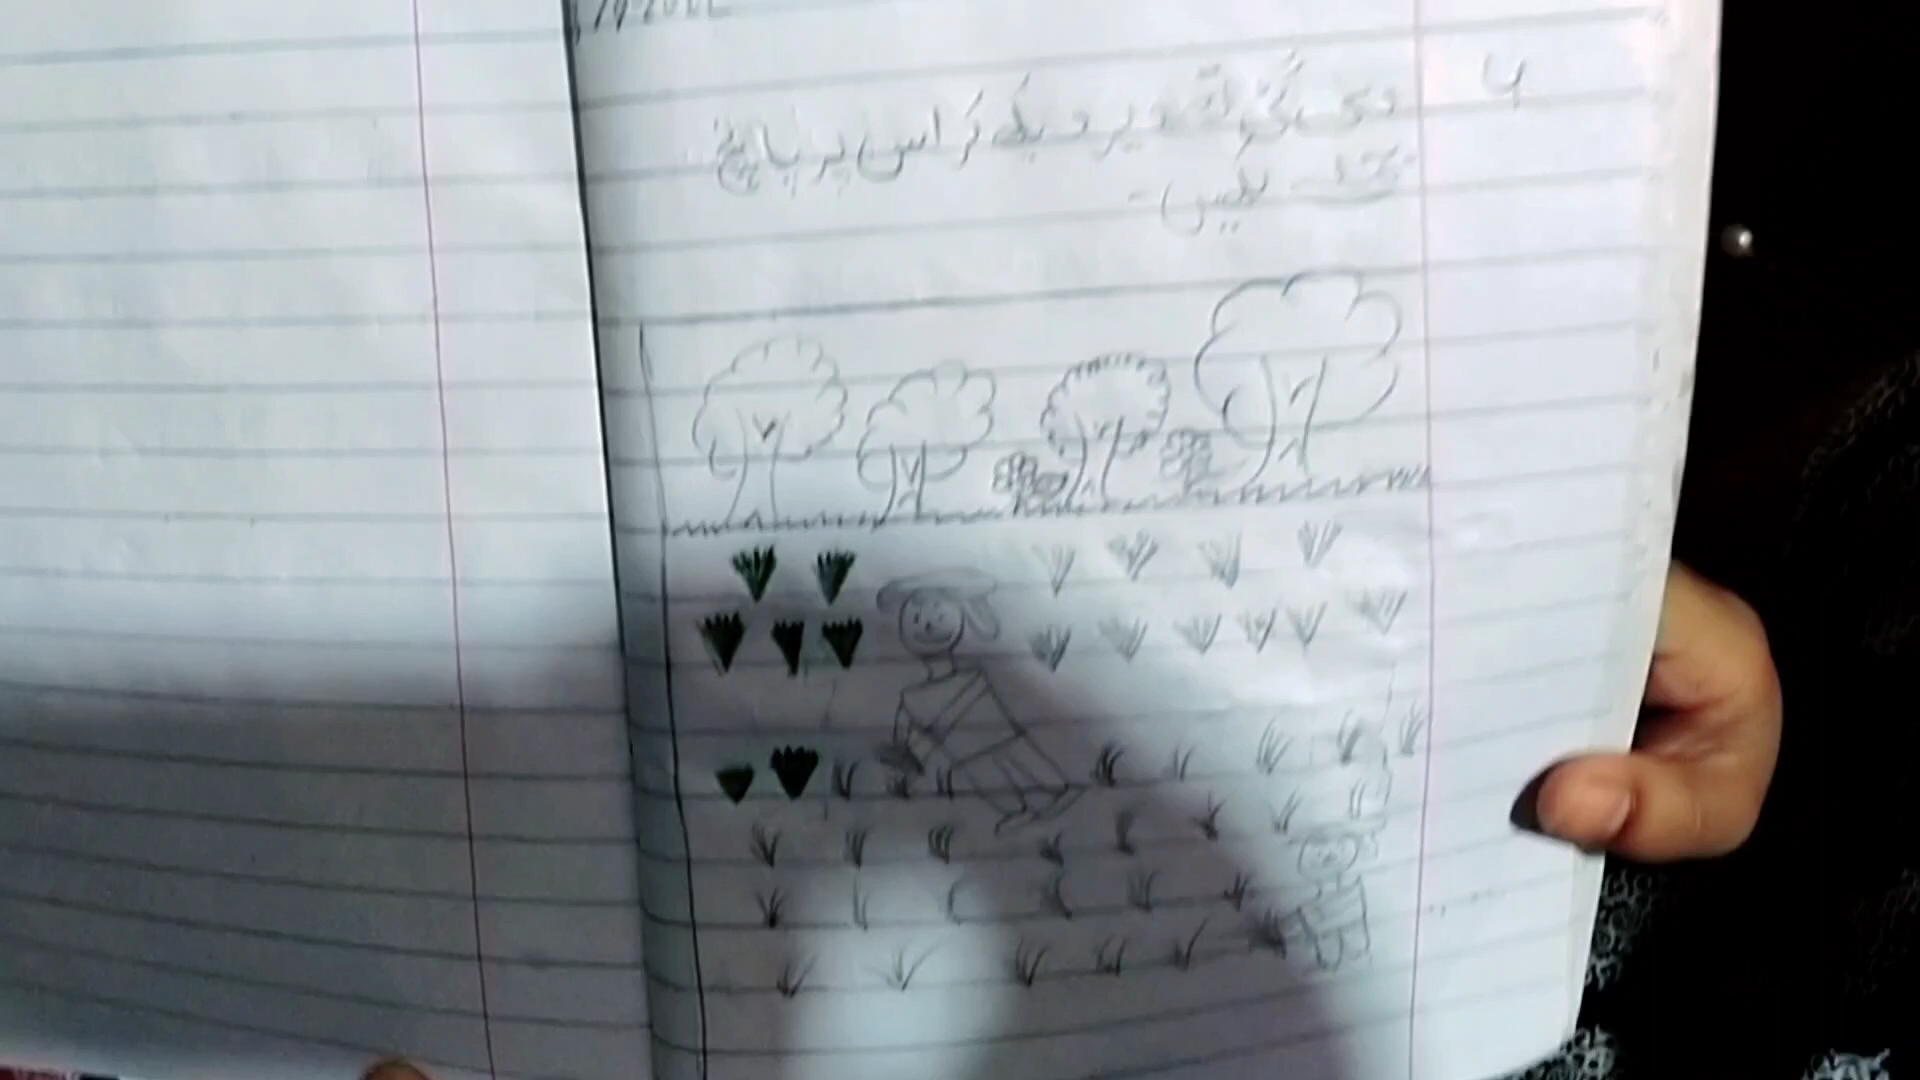 دی گئی تصویر دیکھ کر اس پر پانچ
جملے لکھیں۔